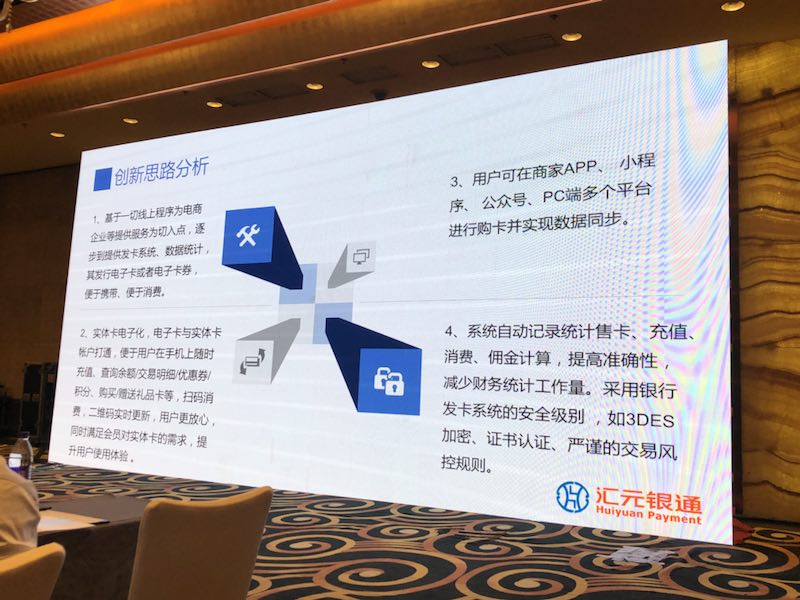 创新思路分析
1、基于一切线上程序为电商
企业等提供服务为切入点，逐
步到提供发卡系统、数据统计，
其发行电子卡或者电子卡券，
便于携带、便于消费。
2、实体卡电子化，电子卡与实体卡
帐户打通，便于用户在手机上随时
充值、查询余额/交易明细/优惠券/
积分、购买/赠送礼品卡等，扫码消
费，二维码实时更新，用户更放心，
同时满足会员对实体卡的需求，提
升用户使用体验。
3、用户可在商家APP、小程
序、公众号、PC端多个平台
进行购卡并实现数据同步。
4、系统自动记录统计售卡、充值、
消费、佣金计算，提高准确性，
减少财务统计工作量。采用银行
发卡系统的安全级别，如3DES
加密、证书认证、严谨的交易风
控规则。
汇元银通
Huiyuan Payment